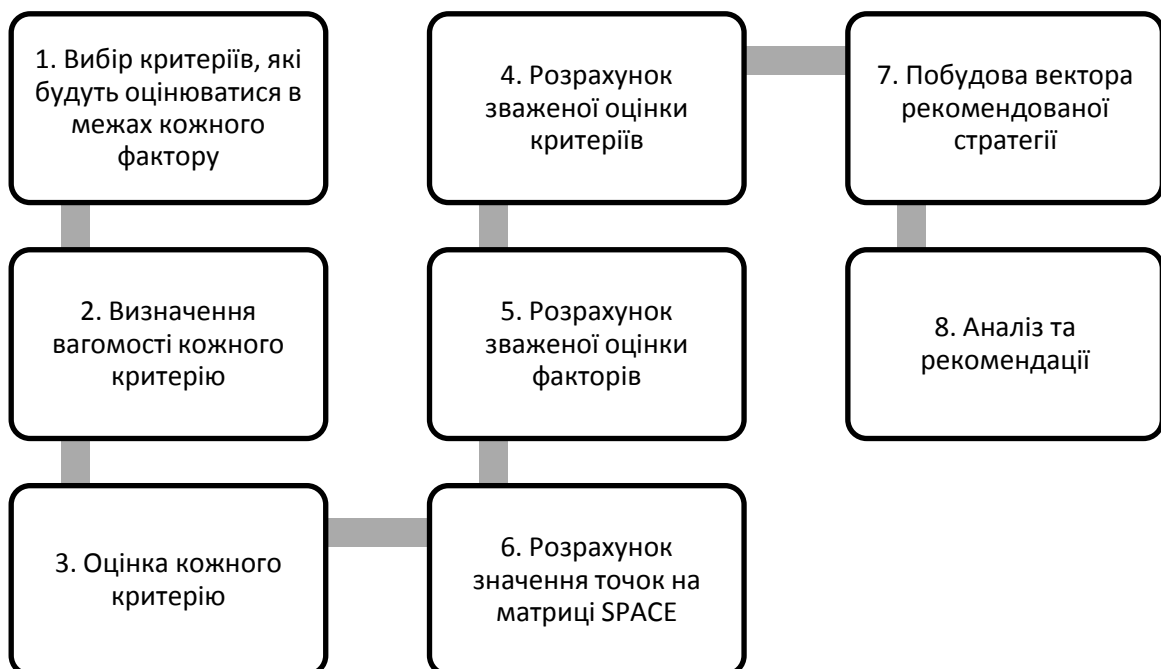 1. Вибір критеріїв, які
будуть оцінюватися в
межах кожного
фактору
2. Визначення
вагомості кожного
критерію
3. Оцінка кожного
критерію
4. Розрахунок
зваженої оцінки
критеріїв
5. Розрахунок
зваженої оцінки
факторів
6. Розрахунок
значення точок на
матриці SPACE
7. Побудова вектора
рекомендованої
стратегії
8. Аналіз та
рекомендації